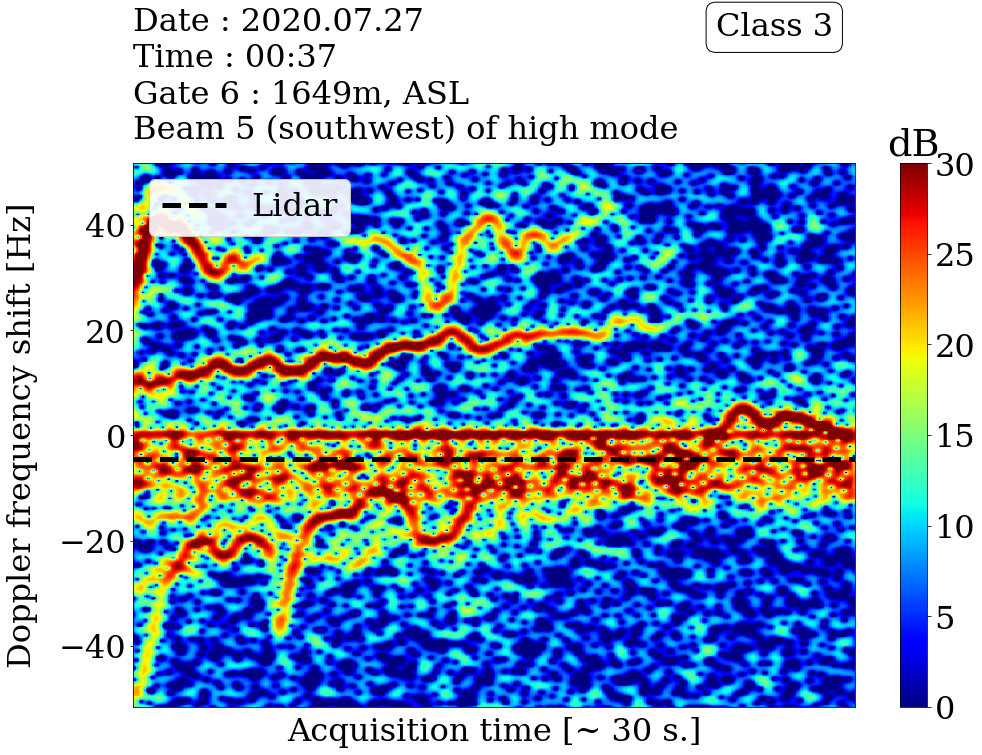 Date : 2020.07.27
Time : 00:37
Gate 6 : 1649m, ASL
Beam 5 (southwest) of high mode
Class 3
dB
Lidar
Doppler frequency shift [Hz]
40
20
0
−20
−40
30
25
20
15
10
5
0
Acquisition time [~ 30 s.]